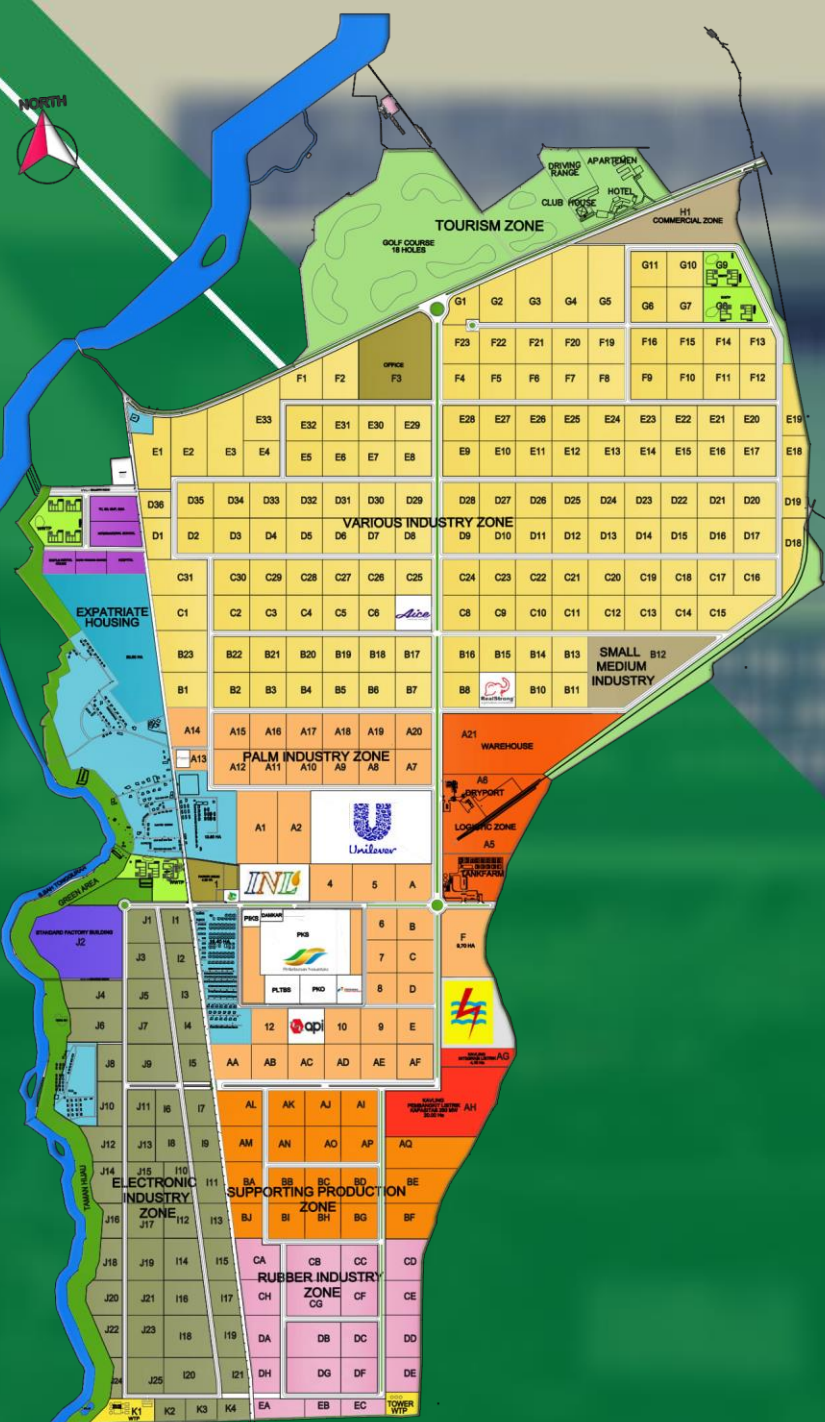 NORTH
DRIVING
RANGE
APARTEMEN
CLUB HOUSE
HOTEL
TOURISM ZONE
H1
COMMERCIAL ZONE
GOLF COURSE
18 HOLES
G11 G10 G9
G1 G2 G3 G4 G5 G6 G7 G8
F23 F22 F21 F20 F19 F16 F15 F14 F13
OFFICE
F1 F2 F3 F4 F5 F6 F7 F8 F9 F10 F11 F12
E33 E32 E31 E30 E29 E28 E27 E26 E25 E24 E23 E22 E21 E20 E19
E1 E2 E3 E4 E5 E6 E7 E8 E9 E10 E11 E12 E13 E14 E15 E16 E17 E18
D36 D35 D34 D33 D32 D31 D30 D29 D28 D27 D26 D25 D24 D23 D22 D21 D20 D19
VARIOUS INDUSTRY ZONE
D1 D2 D3 D4 D5 D6 D7 D8 D9 D10 D11 D12 D13 D14 D15 D16 D17 D18
C31 C30 C29 C28 C27 C26 C25 C24 C23 C22 C21 C20 C19 C18 C17 C16
EXPATRIATE
HOUSING
C1 C2 C3 C4 C5 C6 Aice C8 C9 C10 C11 C12 C13 C14 C15
B23 B22 B21 B20 B19 B18 B17 B16 B15 B14 B13
SMALL
MEDIUM
INDUSTRY
B12
B1 B2 B3 B4 B5 B6 B7 B8 RealStrong B10 B11
A14 A15 A16 A17 A18 A19 A20 A21
WAREHOUSE
PALM INDUSTRY ZONE
A13 A12 A11 A10 A9 A8 A7 A6
DRYPORT
LOGISTIC ZONE
A1 A2 Unilever A5
TANKFARM
WWTP
1 INL 4 5 A
GREEN AREA
STANDARD FACTORY BUILDING
J2
J1 I1 PIKS DAMKAR PKS 6 B F
6,70 HA
J3 I2 7 C
J4 J5 I3 PLTBS PKO 8 D
J6 J7 I4 12 api 10 9 E
J8 J9 I5 AA AB AC AD AE AF AG
KAVLING
PEMBANGKIT LISTRIK
AH
J10 J11 I6 I7 AL AK AJ AI
J12 J13 I8 I9 AM AN AO AP AQ
TAMAN HIJAU
J14 J15 I10 I11 BA BB BC BD BE
ELECTRONIC
INDUSTRY
ZONE
SUPPORTING PRODUCTION
ZONE
J16 J17 I12 I13 BJ BI BH BG BF
J18 J19 I14 I15 CA CB CC CD
RUBBER INDUSTRY
ZONE
J20 J21 I16 I17 CH CG CF CE
J22 J23 I18 I19 DA DB DC DD
J24 J25 I20 I21 DH DG DF DE
K1
WTP
K2 K3 K4 EA EB EC
TOWER
WTP